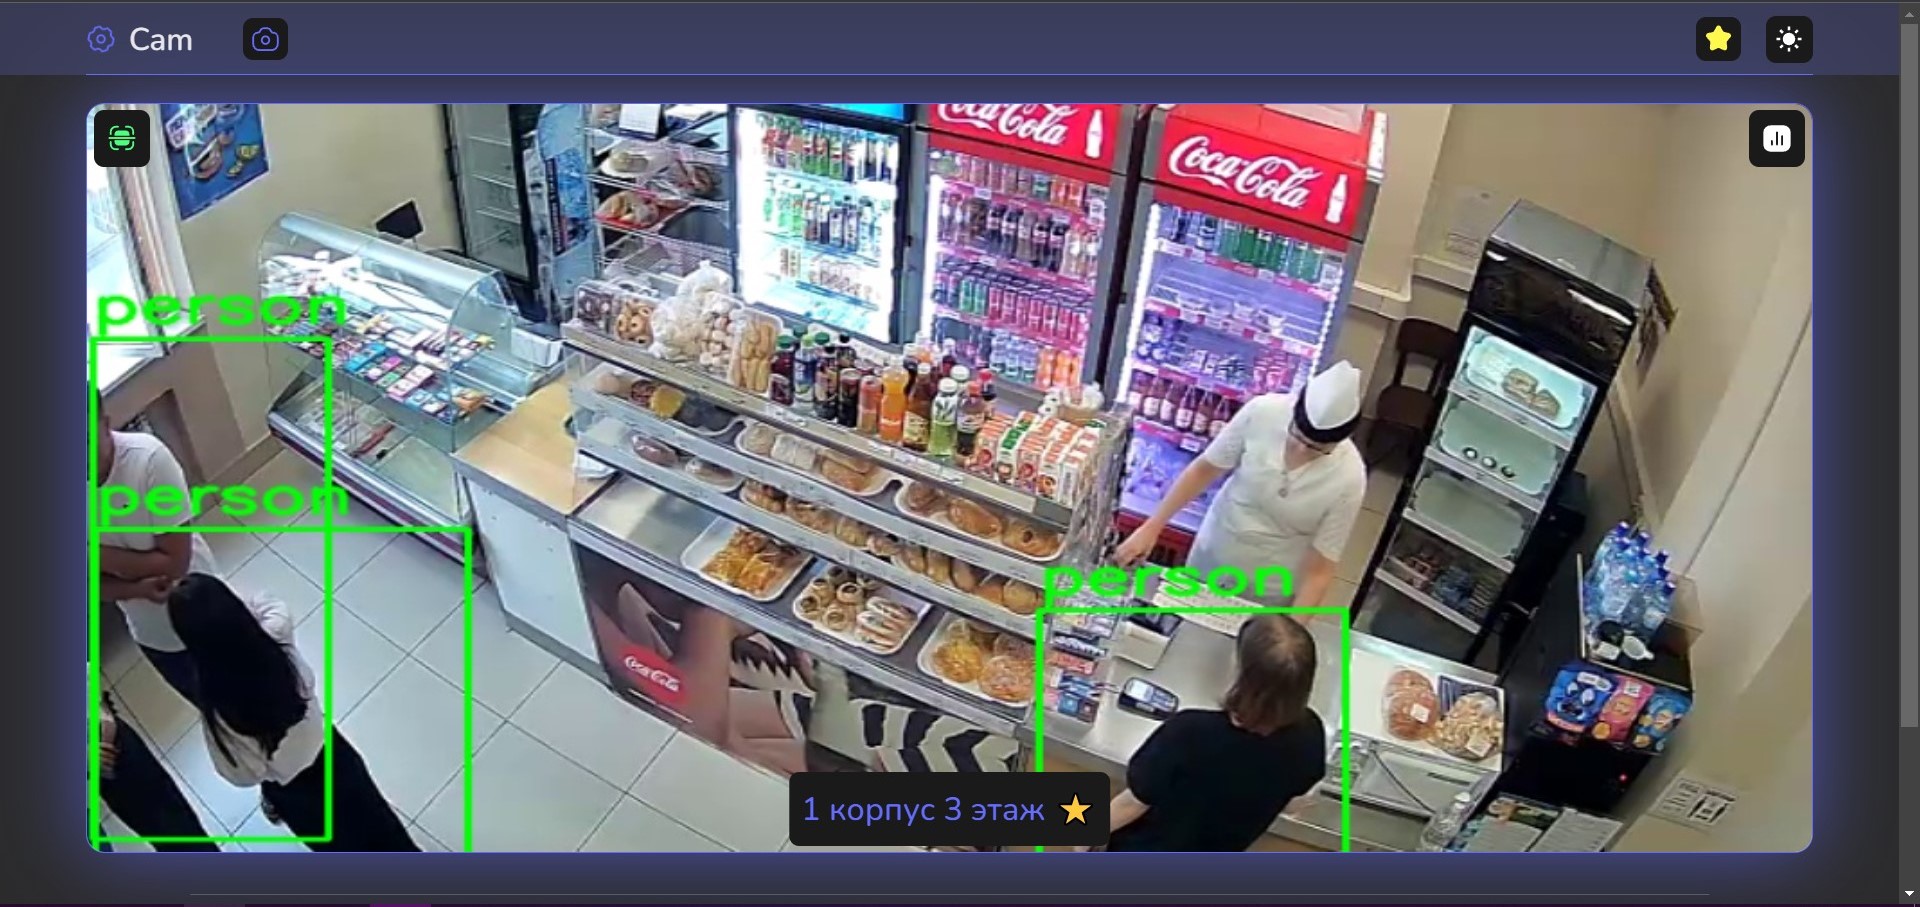 Cam
Coca-Cola
Coca-Cola
person
person
person
Coca-Cola
1 корпус 3 этаж